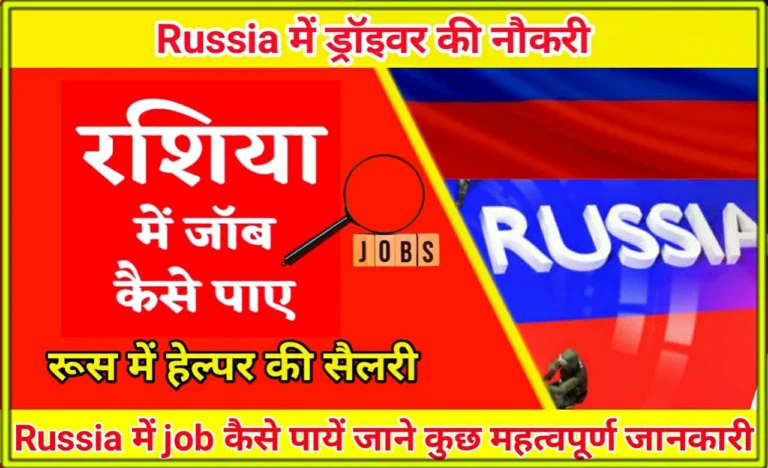 Russia में ड्रॉइवर की नौकरी
रशिया
में जॉब
कैसे पाए
JOBS
रूस में हेल्पर की सैलरी
RUSSIA
Russia में job कैसे पायें जाने कुछ महत्वपूर्ण जानकारी